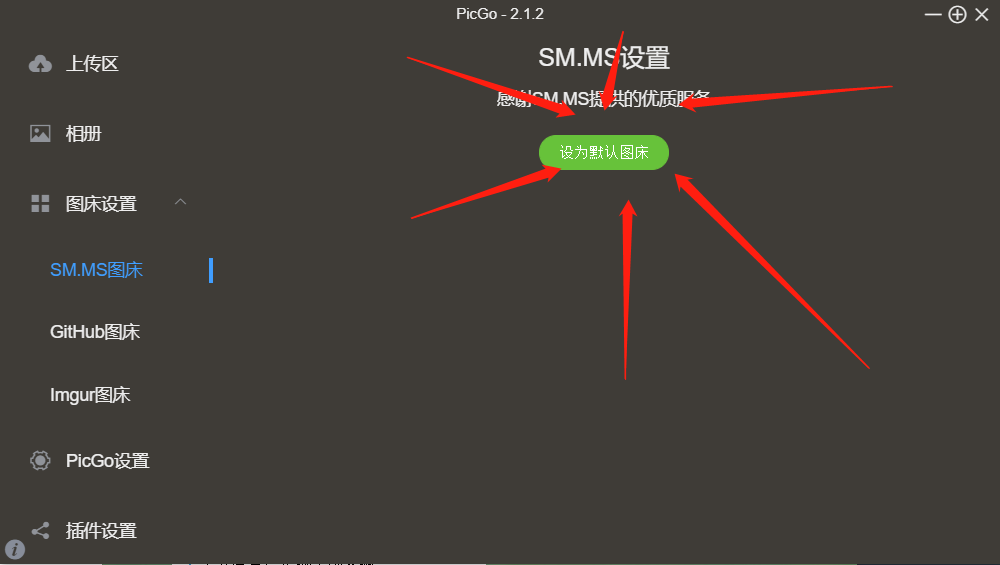 PicGo - 2.1.2
上传区
相册
图床设置
SM.MS图床
GitHub图床
Imgur图床
PicGo设置
插件设置
SM.MS设置
感谢SM.MS提供的优质服务
设为默认图床